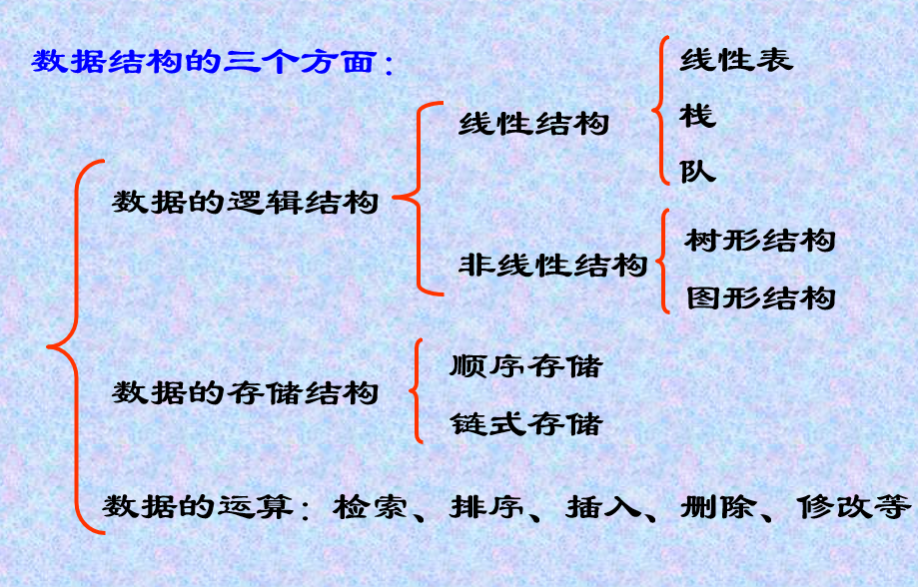 数据结构的三个方面：
线性表
栈
队
线性结构
数据的逻辑结构
树形结构
图形结构
非线性结构
顺序存储
链式存储
数据的存储结构
数据的运算：检索、排序、插入、删除、修改等